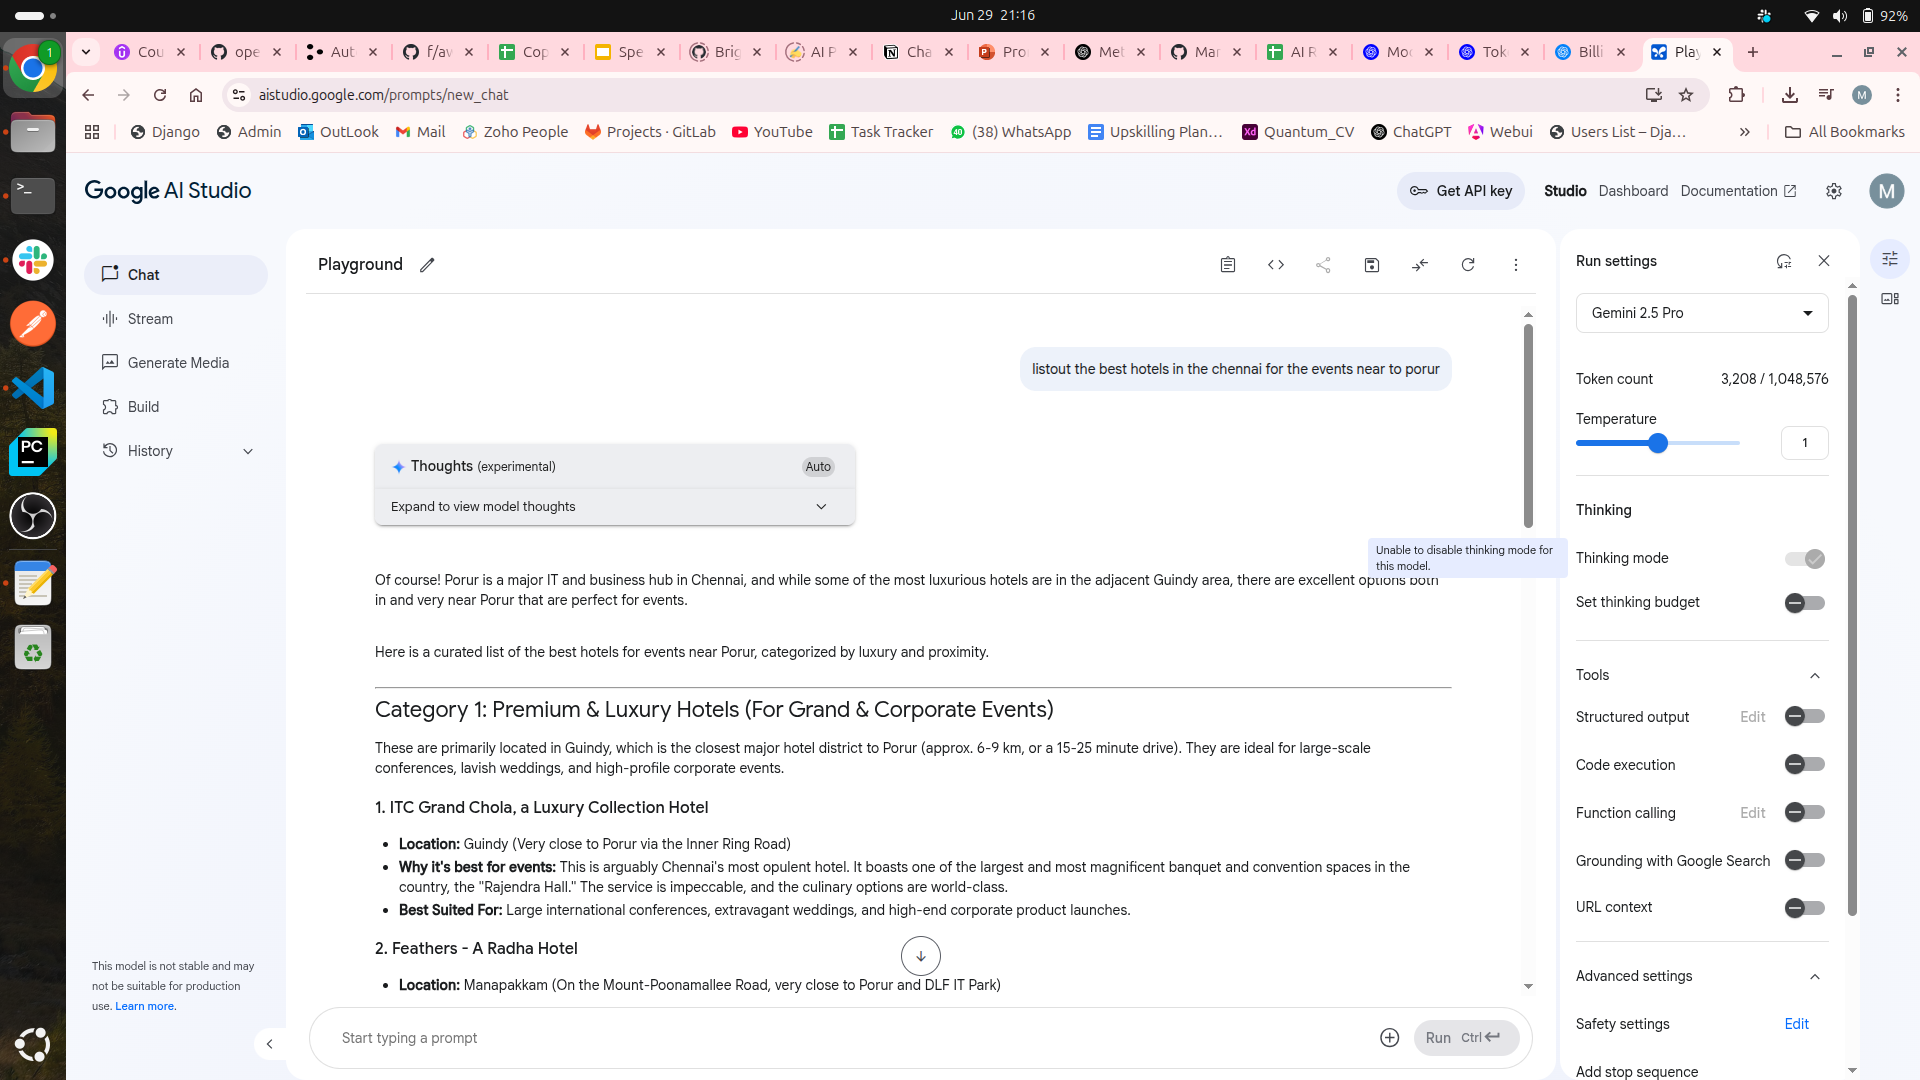 Jun 29 21:16
92%
1
Cou
ope
Aut
f/aw
Cop
Spe
Brig
AI P
Cha
Pro
Met
Mar
AI R
Mod
Tok
Billi
Play
aistudio.google.com/prompts/new_chat
M
Django
Admin
OutLook
Mail
Zoho People
Projects · GitLab
YouTube
Task Tracker
(38) WhatsApp
Upskilling Plan…
Quantum_CV
ChatGPT
Webui
Users List – Dja…
All Bookmarks
Google AI Studio
Get API key
Studio
Dashboard
Documentation
M
Chat
Stream
Generate Media
Build
History
This model is not stable and may
not be suitable for production
use. Learn more.
Playground
listout the best hotels in the chennai for the events near to porur
Thoughts (experimental)
Auto
Expand to view model thoughts
Of course! Porur is a major IT and business hub in Chennai, and while some of the most luxurious hotels are in the adjacent Guindy area, there are excellent options both
in and very near Porur that are perfect for events.
Here is a curated list of the best hotels for events near Porur, categorized by luxury and proximity.
Category 1: Premium & Luxury Hotels (For Grand & Corporate Events)
These are primarily located in Guindy, which is the closest major hotel district to Porur (approx. 6-9 km, or a 15-25 minute drive). They are ideal for large-scale
conferences, lavish weddings, and high-profile corporate events.
1. ITC Grand Chola, a Luxury Collection Hotel
• Location: Guindy (Very close to Porur via the Inner Ring Road)
• Why it's best for events: This is arguably Chennai's most opulent hotel. It boasts one of the largest and most magnificent banquet and convention spaces in the
country, the "Rajendra Hall." The service is impeccable, and the culinary options are world-class.
• Best Suited For: Large international conferences, extravagant weddings, and high-end corporate product launches.
2. Feathers - A Radha Hotel
• Location: Manapakkam (On the Mount-Poonamallee Road, very close to Porur and DLF IT Park)
Start typing a prompt
Run Ctrl
Unable to disable thinking mode for
this model.
Run settings
Gemini 2.5 Pro
Token count
3,208 / 1,048,576
Temperature
1
Thinking
Thinking mode
Set thinking budget
Tools
Structured output
Edit
Code execution
Function calling
Edit
Grounding with Google Search
URL context
Advanced settings
Safety settings
Edit
Add stop sequence
PC